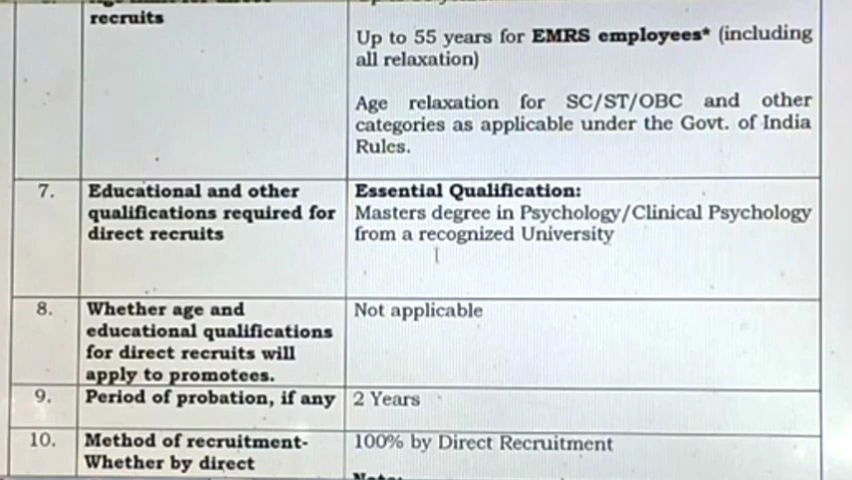 recruits
Up to 55 years for EMRS employees* (including
all relaxation)
Age relaxation for SC/ST/OBC and other
categories as applicable under the Govt. of India
Rules.
7. Educational and other
qualifications required for
direct recruits
Essential Qualification:
Masters degree in Psychology/Clinical Psychology
from a recognized University
8. Whether age and
educational qualifications
for direct recruits will
apply to promotees.
Not applicable
9. Period of probation, if any
2 Years
10. Method of recruitment-
Whether by direct
100% by Direct Recruitment